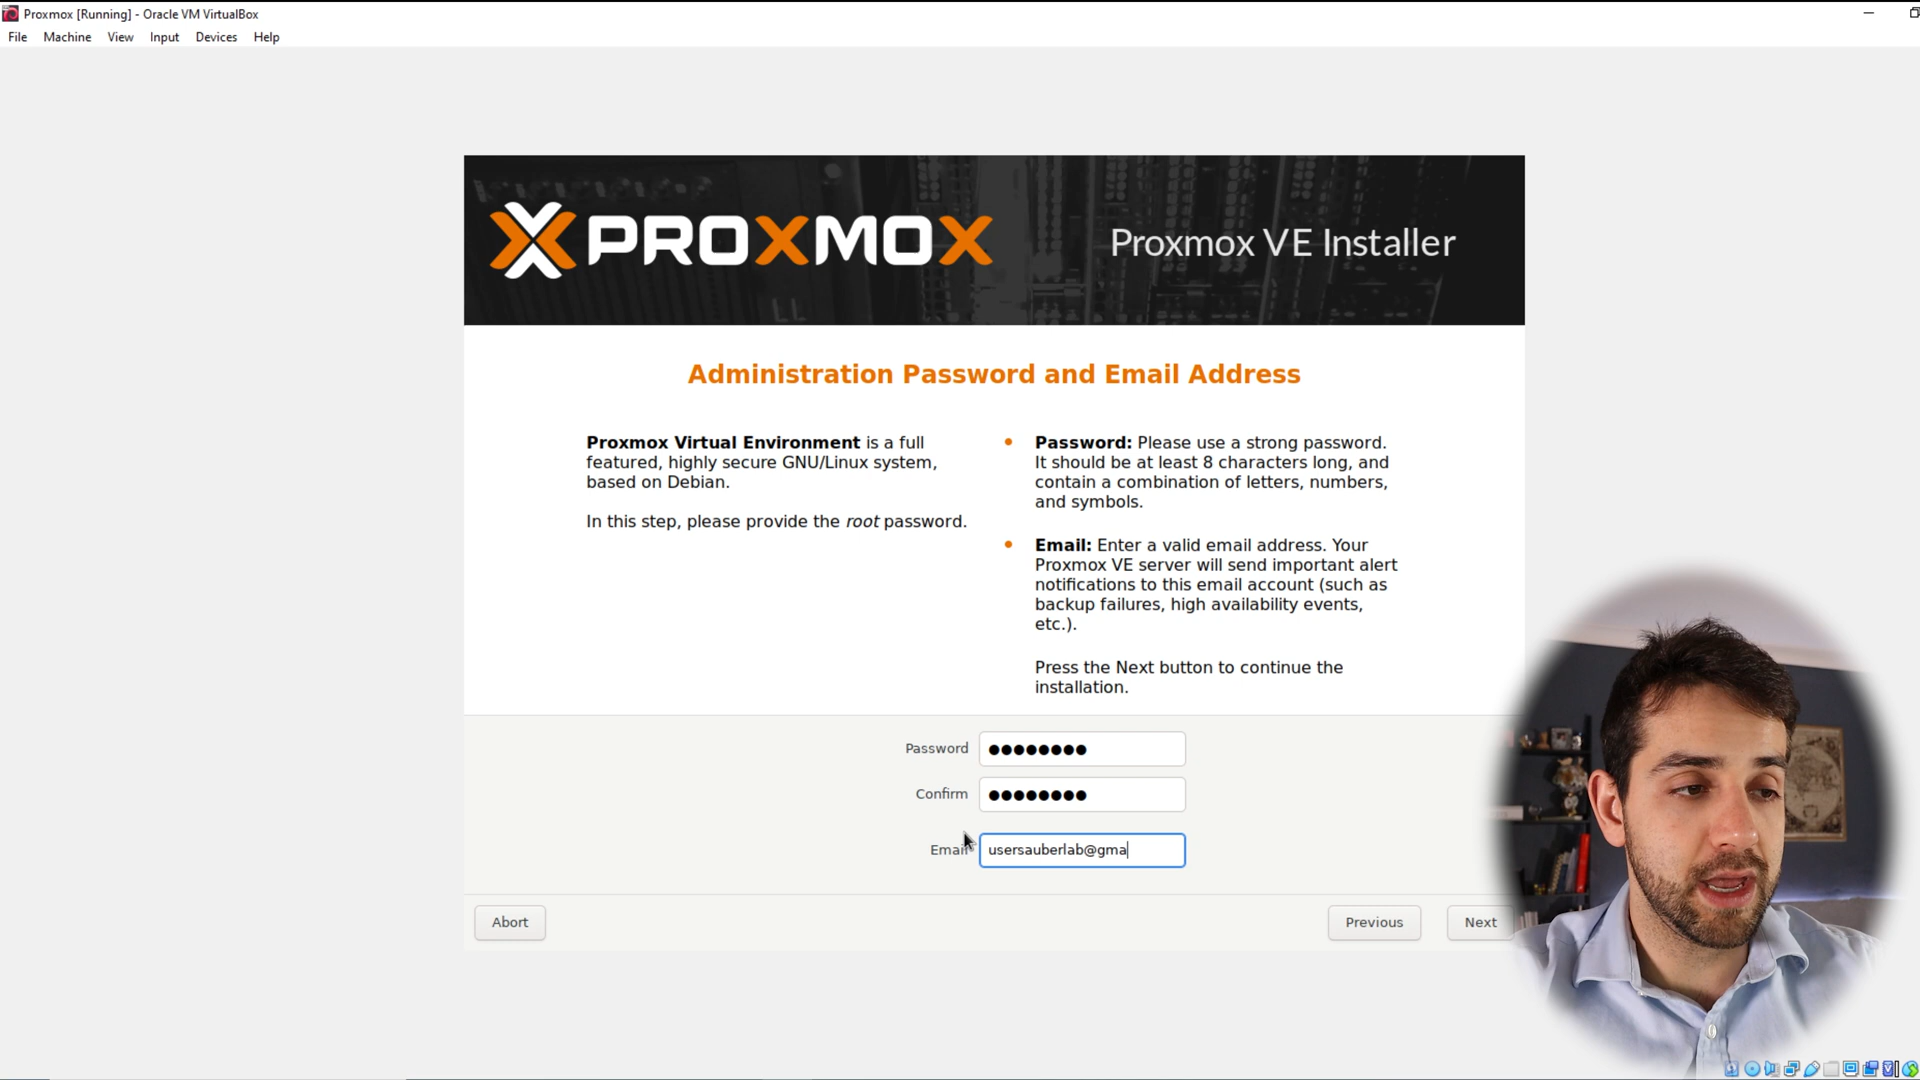 Proxmox [Running] - Oracle VM VirtualBox
File Machine View Input Devices Help
PROXMOX
Proxmox VE Installer
Administration Password and Email Address
Proxmox Virtual Environment is a full
featured, highly secure GNU/Linux system,
based on Debian.
In this step, please provide the root password.
Password: Please use a strong password.
It should be at least 8 characters long, and
contain a combination of letters, numbers,
and symbols.
Email: Enter a valid email address. Your
Proxmox VE server will send important alert
notifications to this email account (such as
backup failures, high availability events,
etc.).
Press the Next button to continue the
installation.
Password ●●●●●●●●
Confirm ●●●●●●●●
Email usersauberlab@gma
Abort
Previous
Next